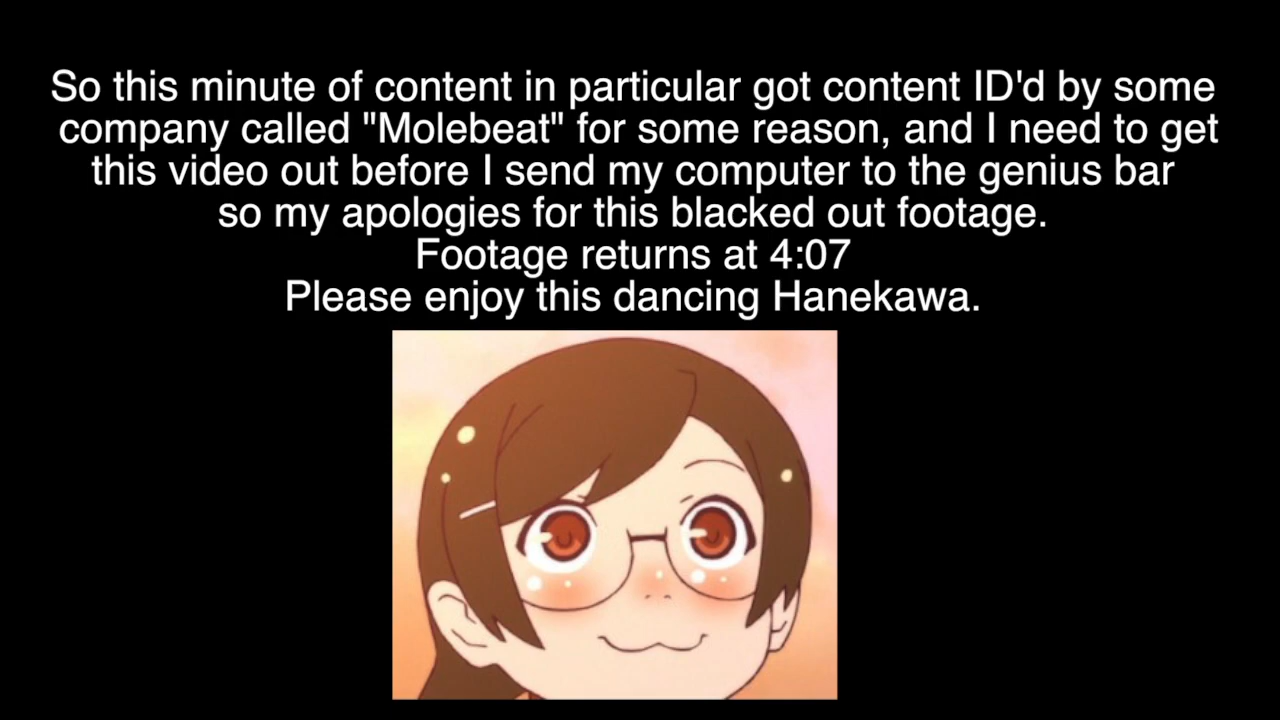 So this minute of content in particular got content ID'd by some
company called "Molebeat" for some reason, and I need to get
this video out before I send my computer to the genius bar
so my apologies for this blacked out footage.
Footage returns at 4:07
Please enjoy this dancing Hanekawa.